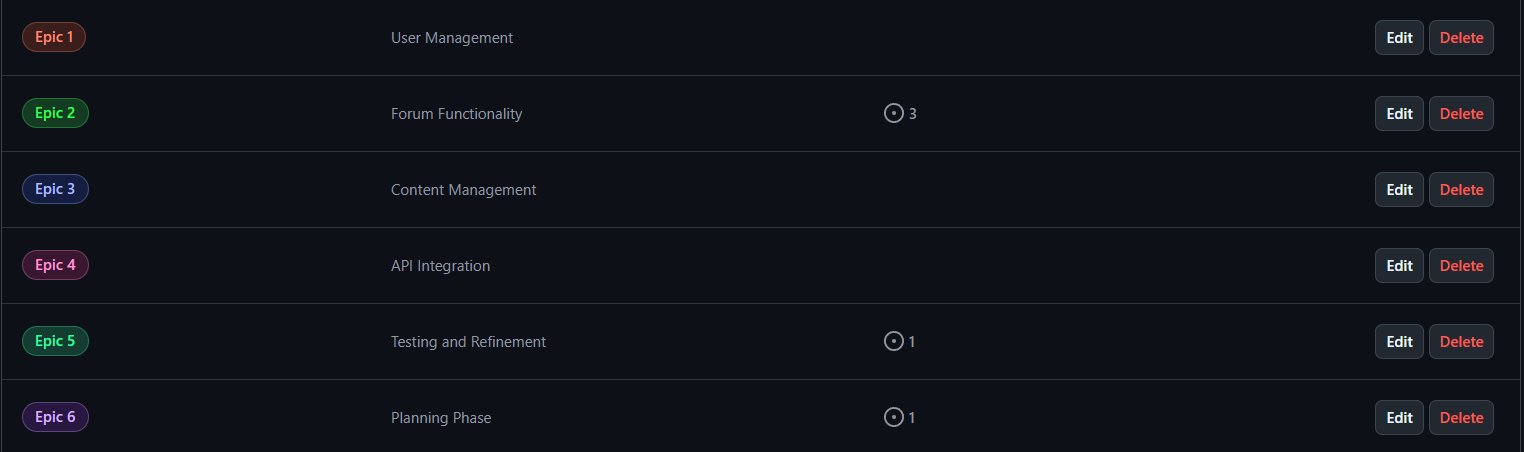 Epic 1 User Management Edit Delete
Epic 2 Forum Functionality 3 Edit Delete
Epic 3 Content Management Edit Delete
Epic 4 API Integration Edit Delete
Epic 5 Testing and Refinement 1 Edit Delete
Epic 6 Planning Phase 1 Edit Delete